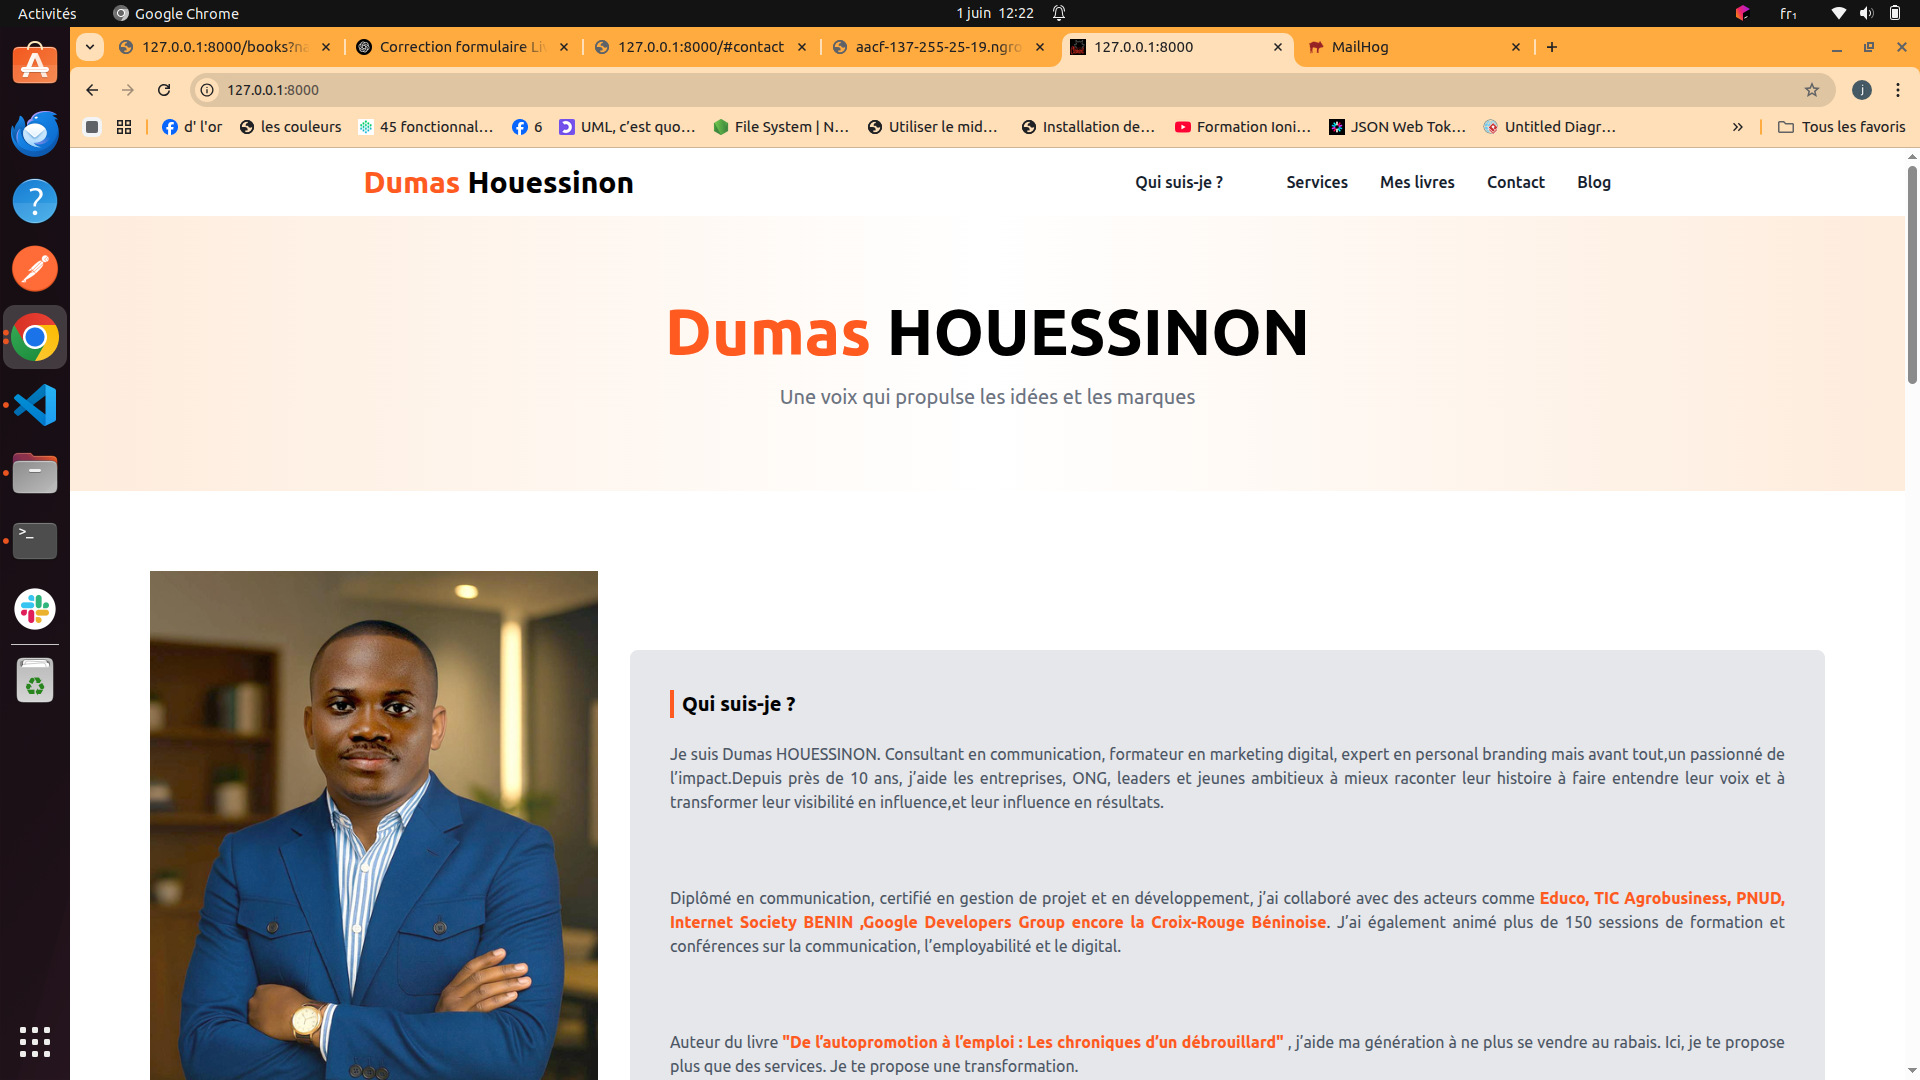 Activités
Google Chrome
1 juin 12:22
fr₁
127.0.0.1:8000/books?na
Correction formulaire Li
127.0.0.1:8000/#contact
aacf-137-255-25-19.ngro
127.0.0.1:8000
MailHog
127.0.0.1:8000
j
d' l'or
les couleurs
45 fonctionnal…
6
UML, c’est quo…
File System | N…
Utiliser le mid…
Installation de…
Formation Ioni…
JSON Web Tok…
Untitled Diagr…
Tous les favoris
Dumas Houessinon
Qui suis-je ?
Services
Mes livres
Contact
Blog
Dumas HOUESSINON
Une voix qui propulse les idées et les marques
Qui suis-je ?
Je suis Dumas HOUESSINON. Consultant en communication, formateur en marketing digital, expert en personal branding mais avant tout,un passionné de
l’impact.Depuis près de 10 ans, j’aide les entreprises, ONG, leaders et jeunes ambitieux à mieux raconter leur histoire à faire entendre leur voix et à
transformer leur visibilité en influence,et leur influence en résultats.
Diplômé en communication, certifié en gestion de projet et en développement, j’ai collaboré avec des acteurs comme Educo, TIC Agrobusiness, PNUD,
Internet Society BENIN ,Google Developers Group encore la Croix-Rouge Béninoise. J’ai également animé plus de 150 sessions de formation et
conférences sur la communication, l’employabilité et le digital.
Auteur du livre "De l’autopromotion à l’emploi : Les chroniques d’un débrouillard" , j’aide ma génération à ne plus se vendre au rabais. Ici, je te propose
plus que des services. Je te propose une transformation.